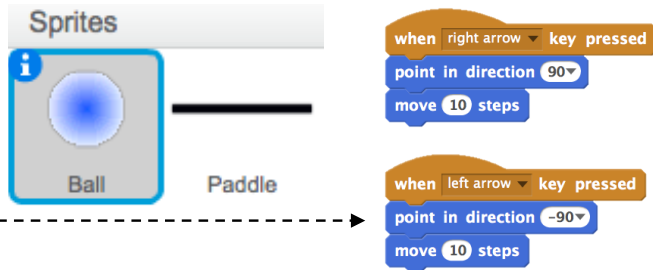 Sprites
i
Ball
Paddle
when right arrow key pressed
point in direction 90
move 10 steps
when left arrow key pressed
point in direction -90
move 10 steps